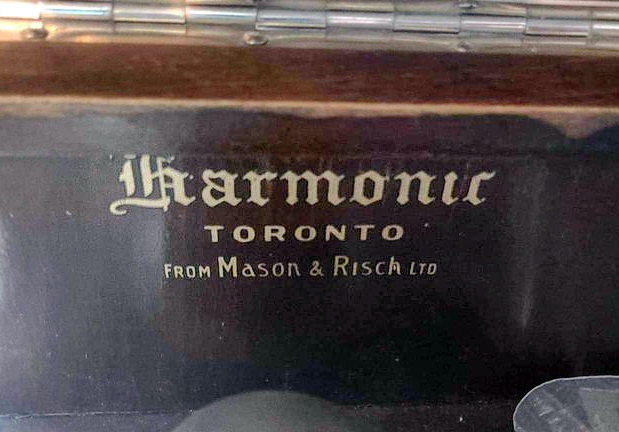 Harmonic
TORONTO
FROM Mason & Risch LTD